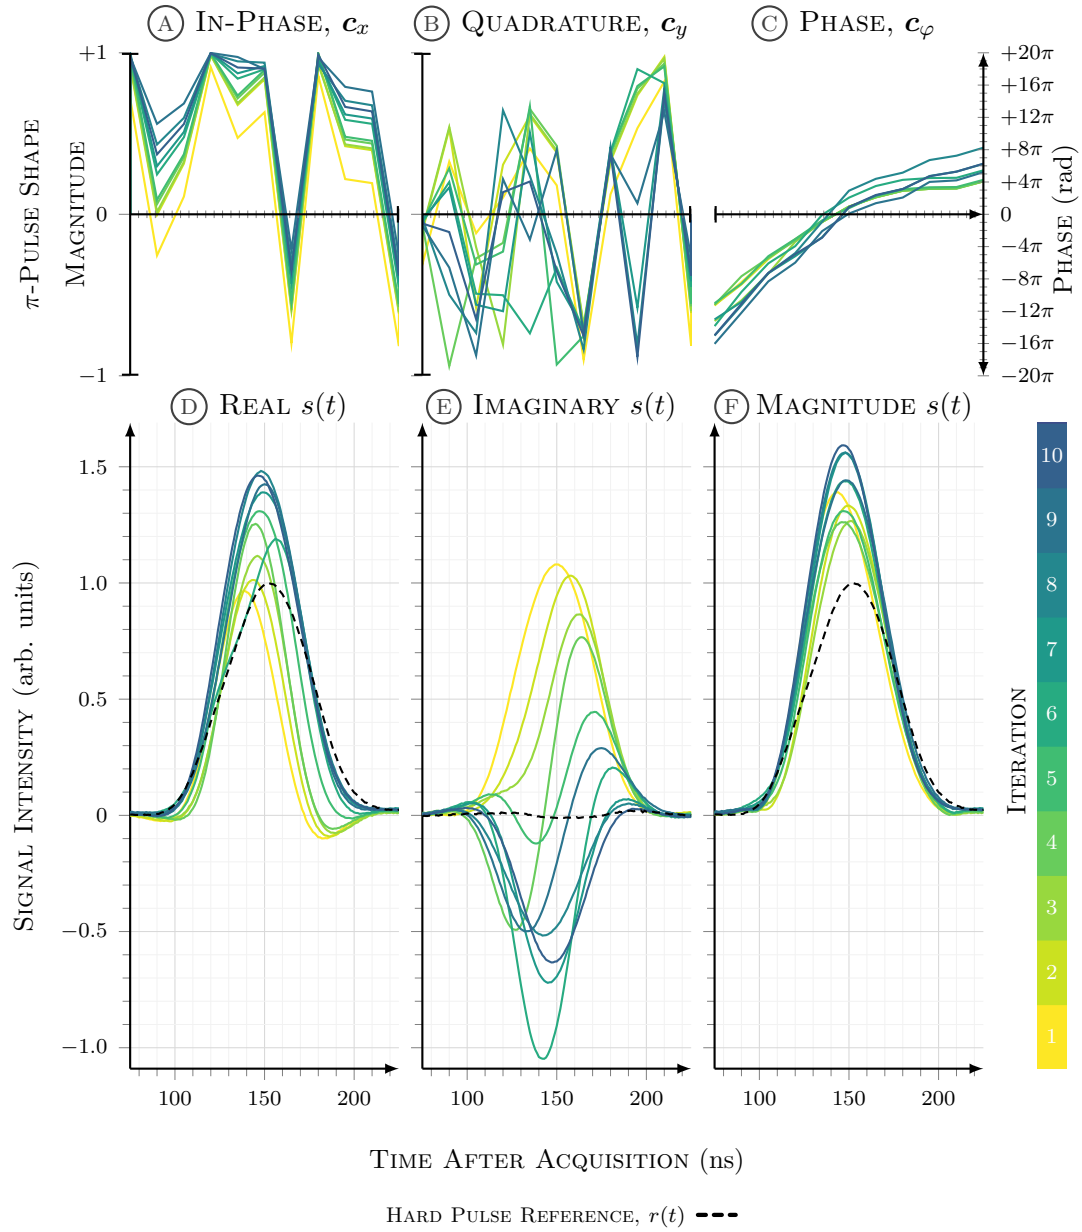 A In-Phase, cx B Quadrature, cy C Phase, cφ
+1 +20π
+16π
+12π
+8π
+4π
0 0
−4π
−8π
−12π
−16π
−1 −20π
π-Pulse Shape
Magnitude
Phase (rad)
D Real s(t) E Imaginary s(t) F Magnitude s(t)
1.5
1.0
0.5
0
−0.5
−1.0
Signal Intensity (arb. units)
100 150 200 100 150 200 100 150 200
Iteration
10
9
8
7
6
5
4
3
2
1
Time After Acquisition (ns)
Hard Pulse Reference, r(t)